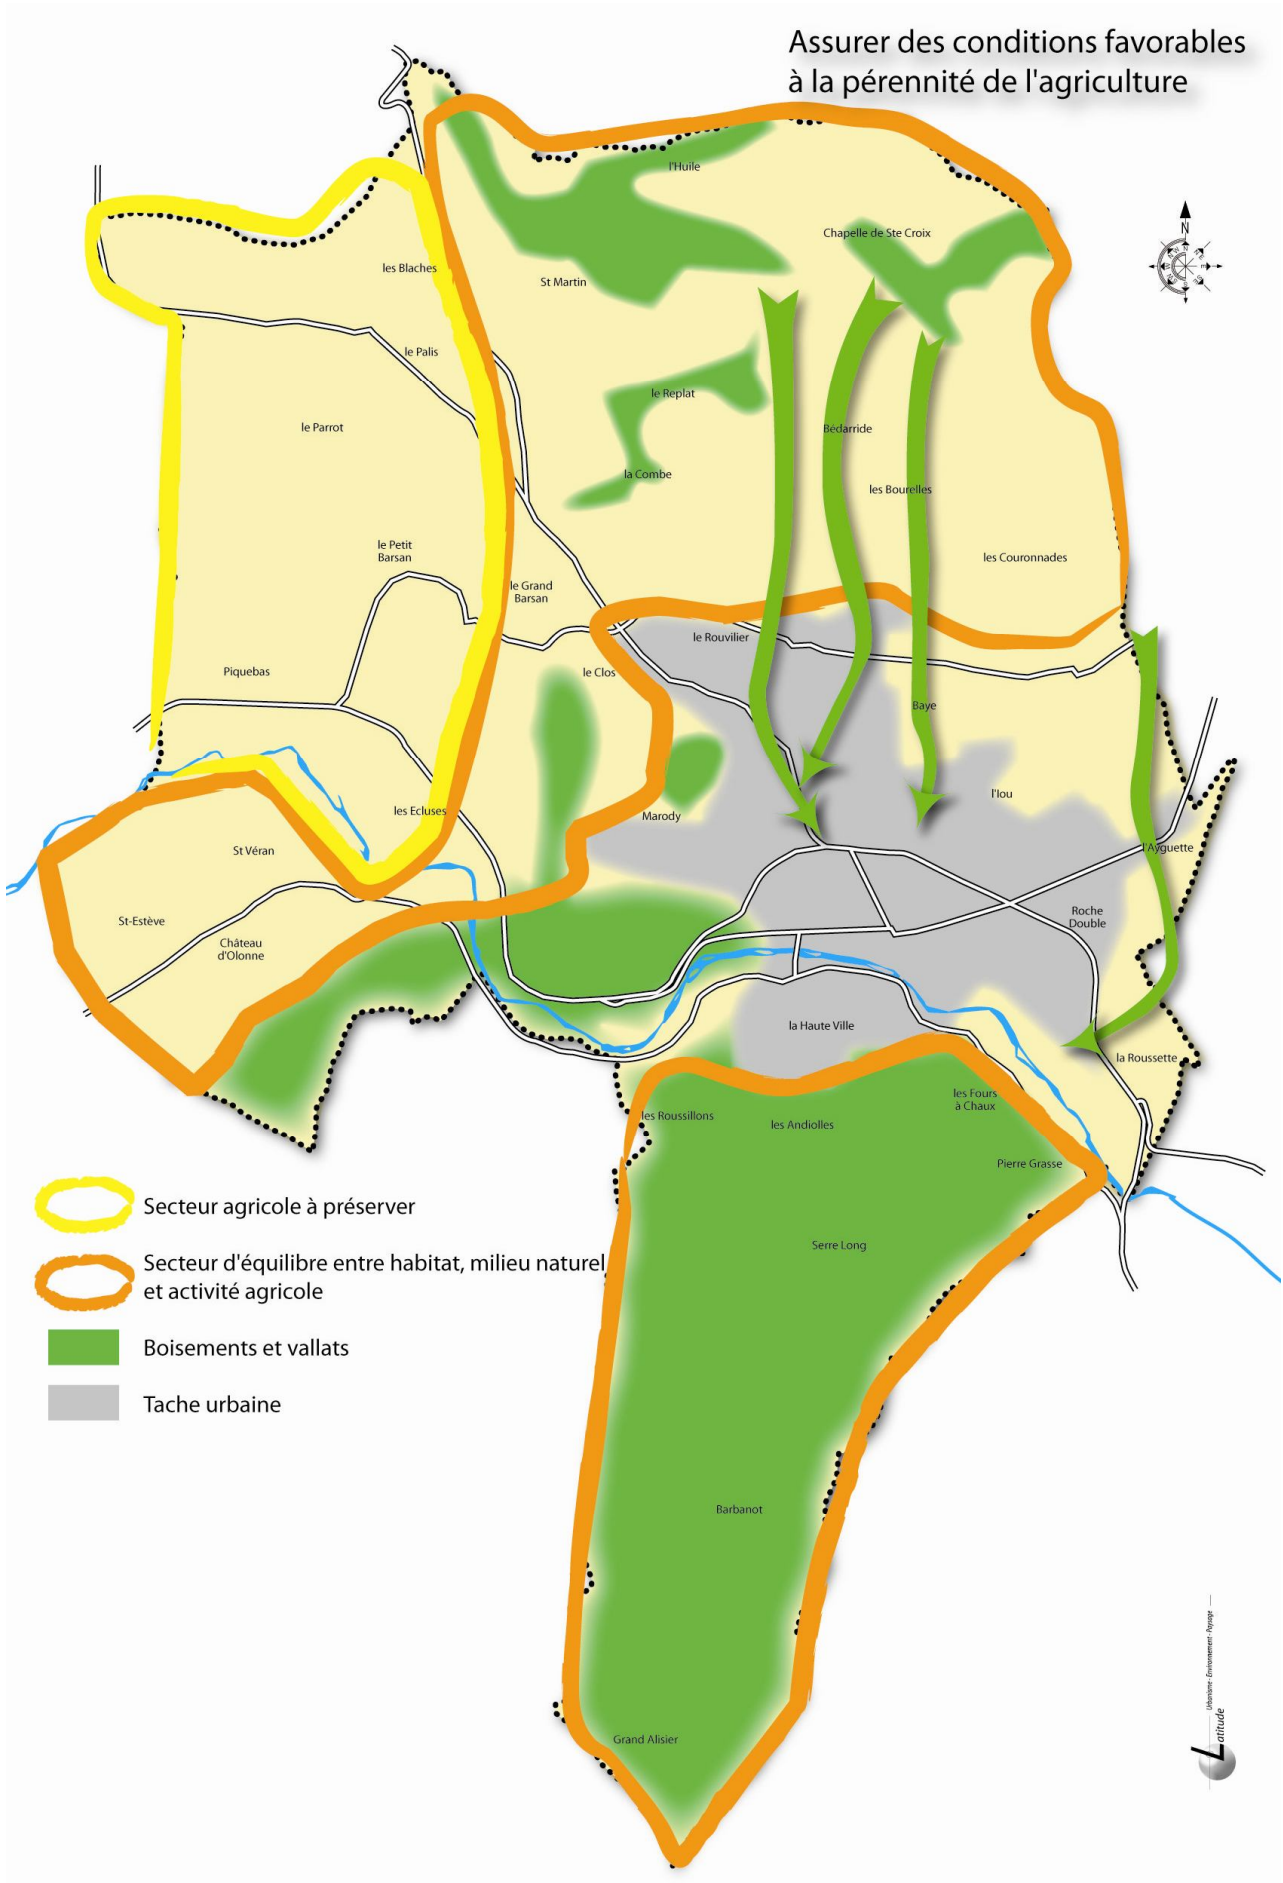 Assurer des conditions favorables
à la pérennité de l'agriculture
l'Huile
Chapelle de Ste Croix
N
les Blaches
St Martin
le Palis
le Replat
le Parrot
Bédarride
la Combe
les Bourelles
le Petit
Barsan
les Couronnades
le Grand
Barsan
le Rouvilier
Piquebas
le Clos
Baye
l'Iou
les Ecluses
Marody
St Véran
l'Ayguette
St-Estève
Roche
Double
Château
d'Olonne
la Haute Ville
la Roussette
les Fours
à Chaux
les Roussillons
les Andiolles
Pierre Grasse
Serre Long
Secteur agricole à préserver
Secteur d'équilibre entre habitat, milieu naturel
et activité agricole
Boisements et vallats
Tache urbaine
Barbanot
Grand Alisier
Latitude
Urbanisme - Environnement - Paysage